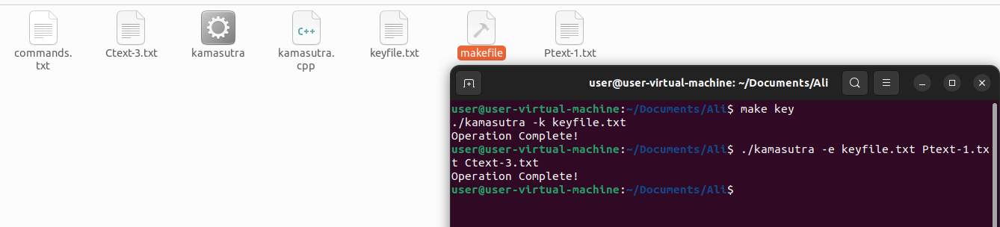 commands.
txt
Ctext-3.txt
kamasutra
C++
kamasutra.
cpp
keyfile.txt
makefile
Ptext-1.txt
user@user-virtual-machine: ~/Documents/Ali
user@user-virtual-machine:~/Documents/Ali$ make key
./kamasutra -k keyfile.txt
Operation Complete!
user@user-virtual-machine:~/Documents/Ali$ ./kamasutra -e keyfile.txt Ptext-1.tx
t Ctext-3.txt
Operation Complete!
user@user-virtual-machine:~/Documents/Ali$